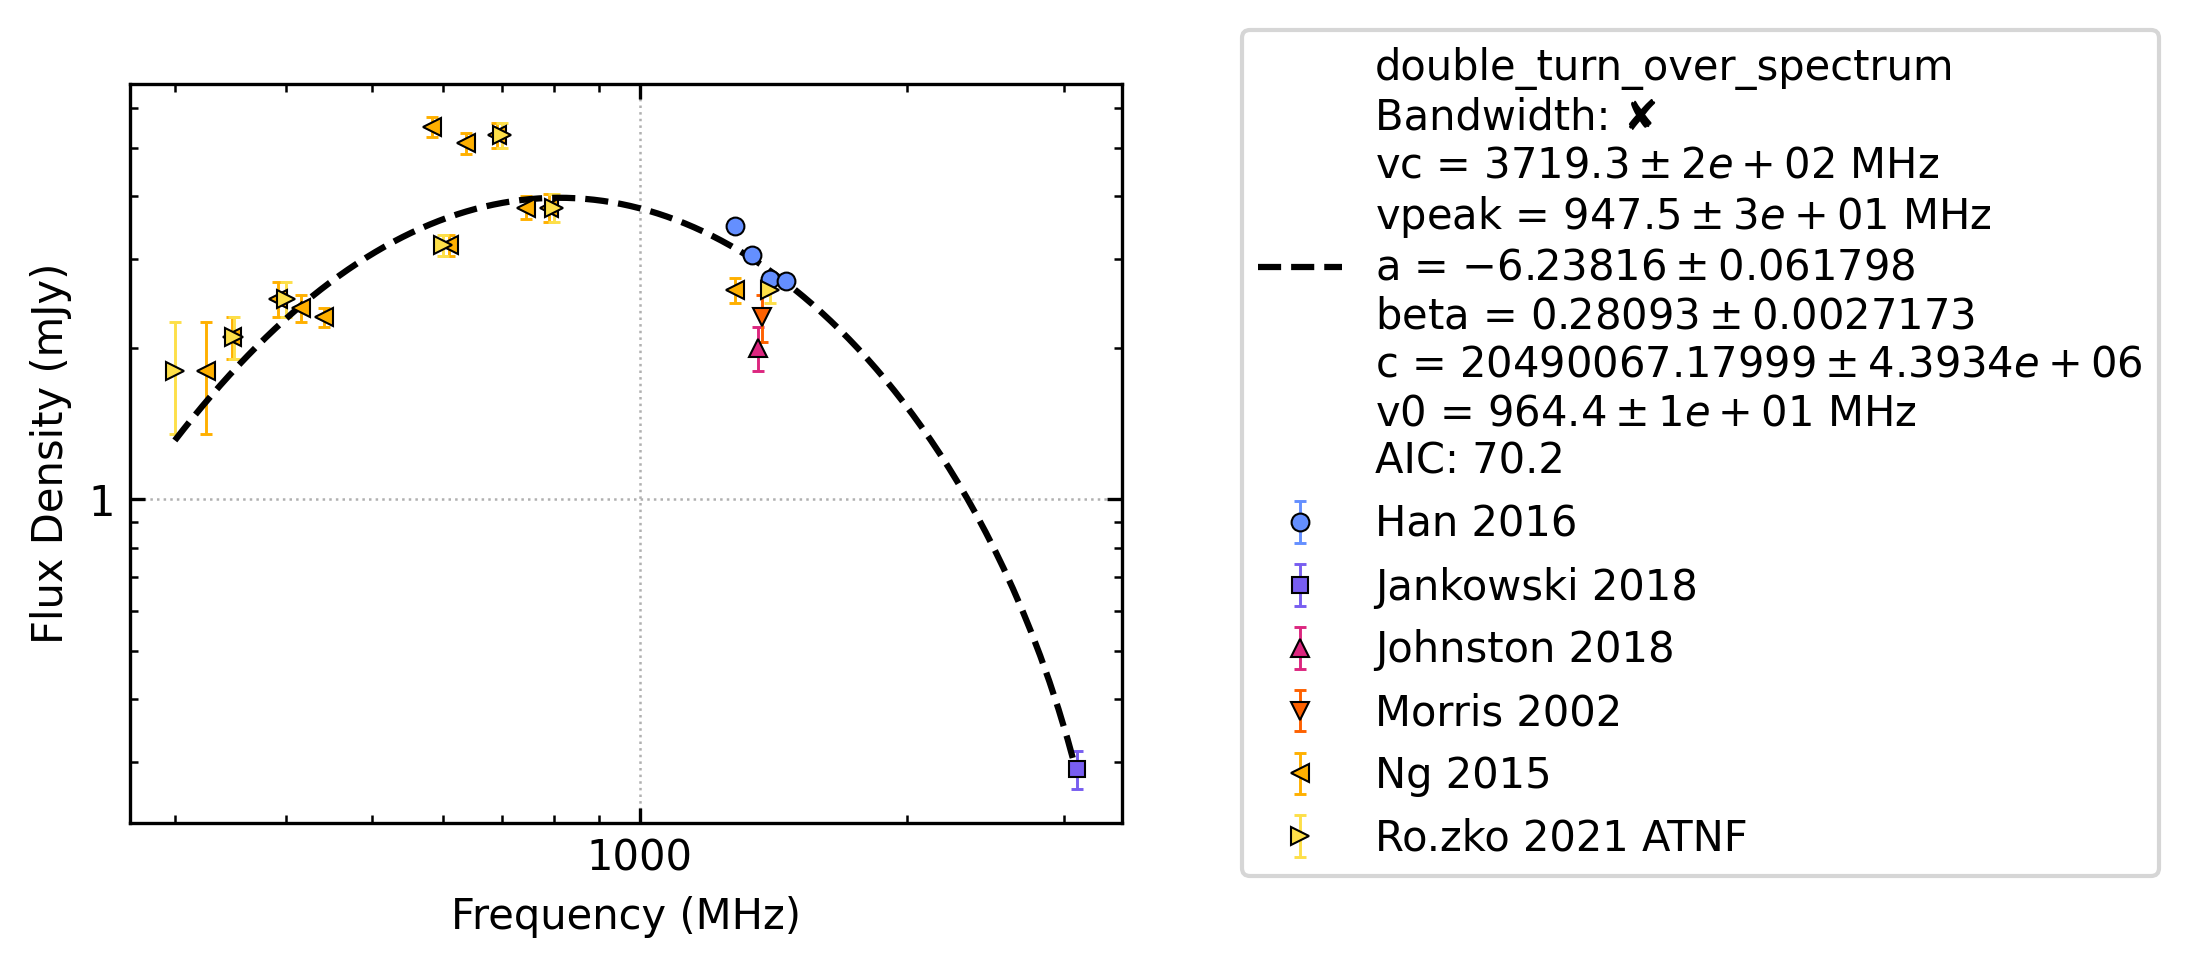 Flux Density (mJy)
1
1000
Frequency (MHz)
double_turn_over_spectrum
Bandwidth: ✘
vc = 3719.3 ± 2e + 02 MHz
vpeak = 947.5 ± 3e + 01 MHz
a = −6.23816 ± 0.061798
beta = 0.28093 ± 0.0027173
c = 20490067.17999 ± 4.3934e + 06
v0 = 964.4 ± 1e + 01 MHz
AIC: 70.2
Han 2016
Jankowski 2018
Johnston 2018
Morris 2002
Ng 2015
Ro.zko 2021 ATNF